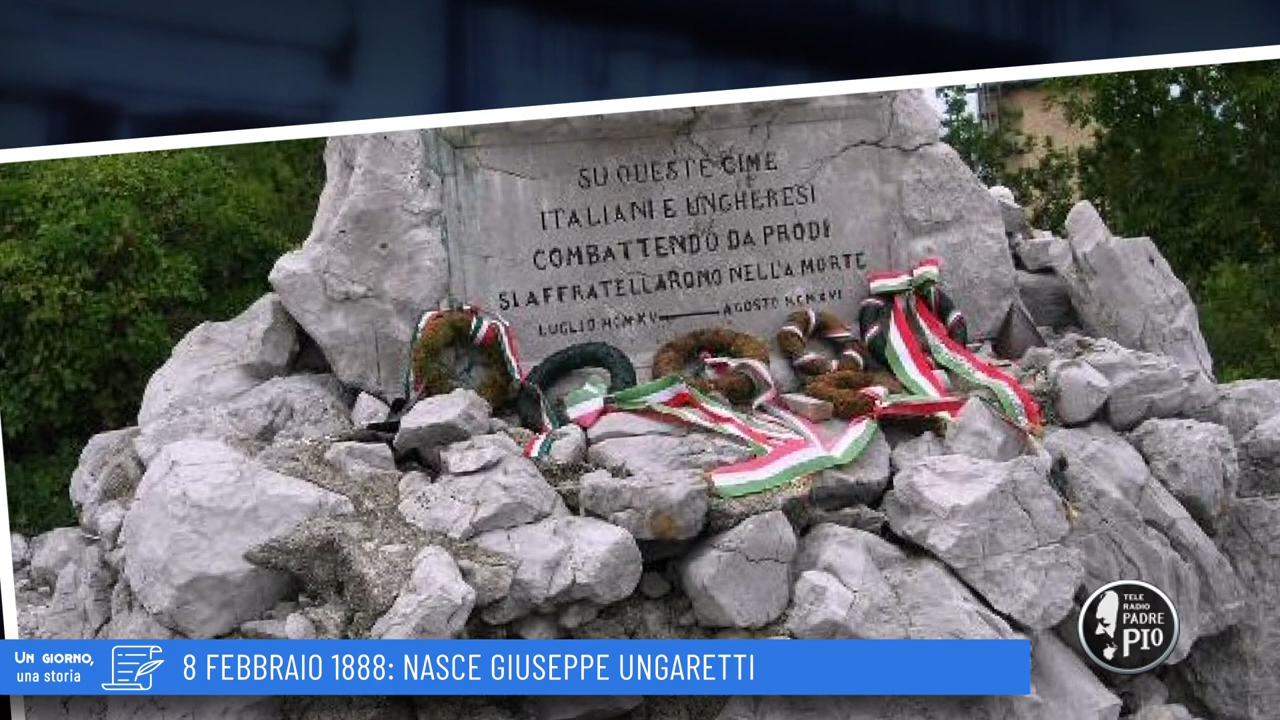 SU QUESTE CIME
ITALIANI E UNGHERESI
COMBATTENDO DA PRODI
SI AFFRATELLARONO NELLA MORTE
LUGLIO MCMXV — AGOSTO MCMXVI
UN GIORNO,
una storia
8 FEBBRAIO 1888: NASCE GIUSEPPE UNGARETTI
TELE
RADIO
PADRE
PIO